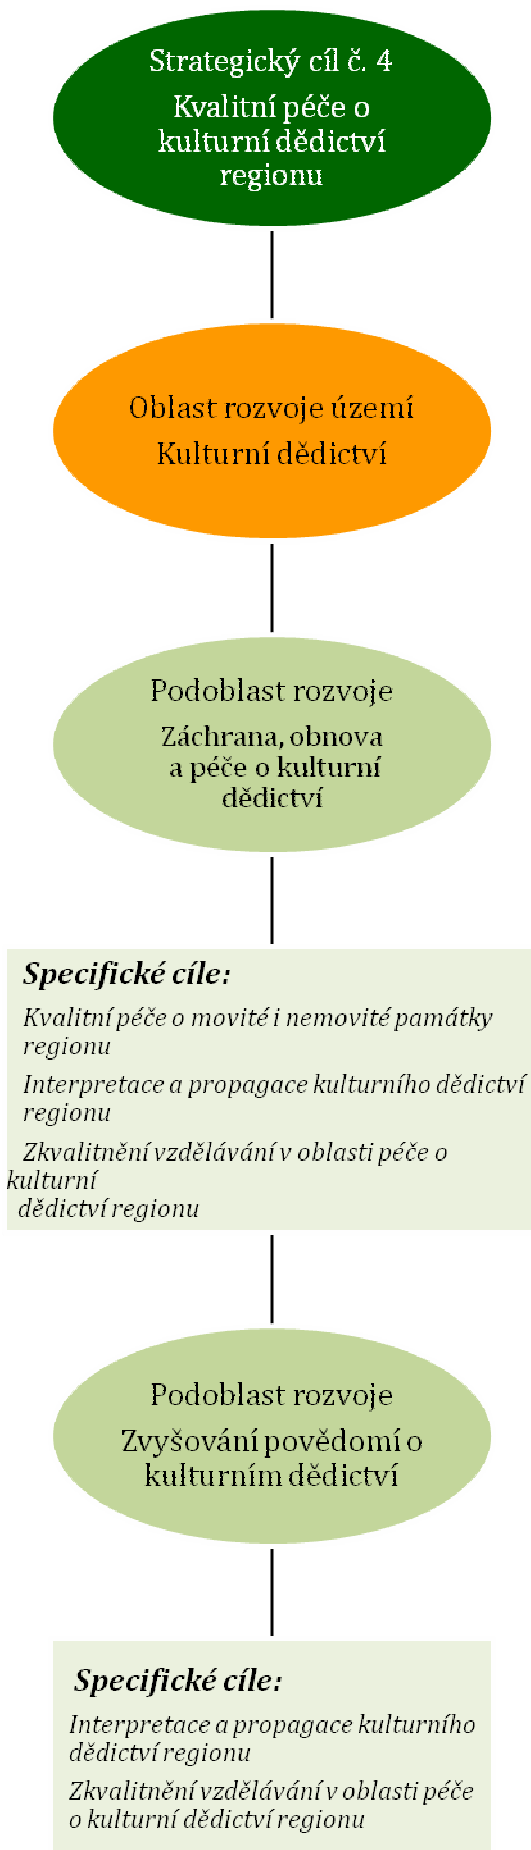 Strategický cíl č. 4
Kvalitní péče o
kulturní dědictví
regionu
Oblast rozvoje území
Kulturní dědictví
Podoblast rozvoje
Záchrana, obnova
a péče o kulturní
dědictví
Specifické cíle:
Kvalitní péče o movité i nemovité památky
regionu
Interpretace a propagace kulturního dědictví
regionu
Zkvalitnění vzdělávání v oblasti péče o
kulturní
dědictví regionu
Podoblast rozvoje
Zvyšování povědomí o
kulturním dědictví
Specifické cíle:
Interpretace a propagace kulturního
dědictví regionu
Zkvalitnění vzdělávání v oblasti péče
o kulturní dědictví regionu